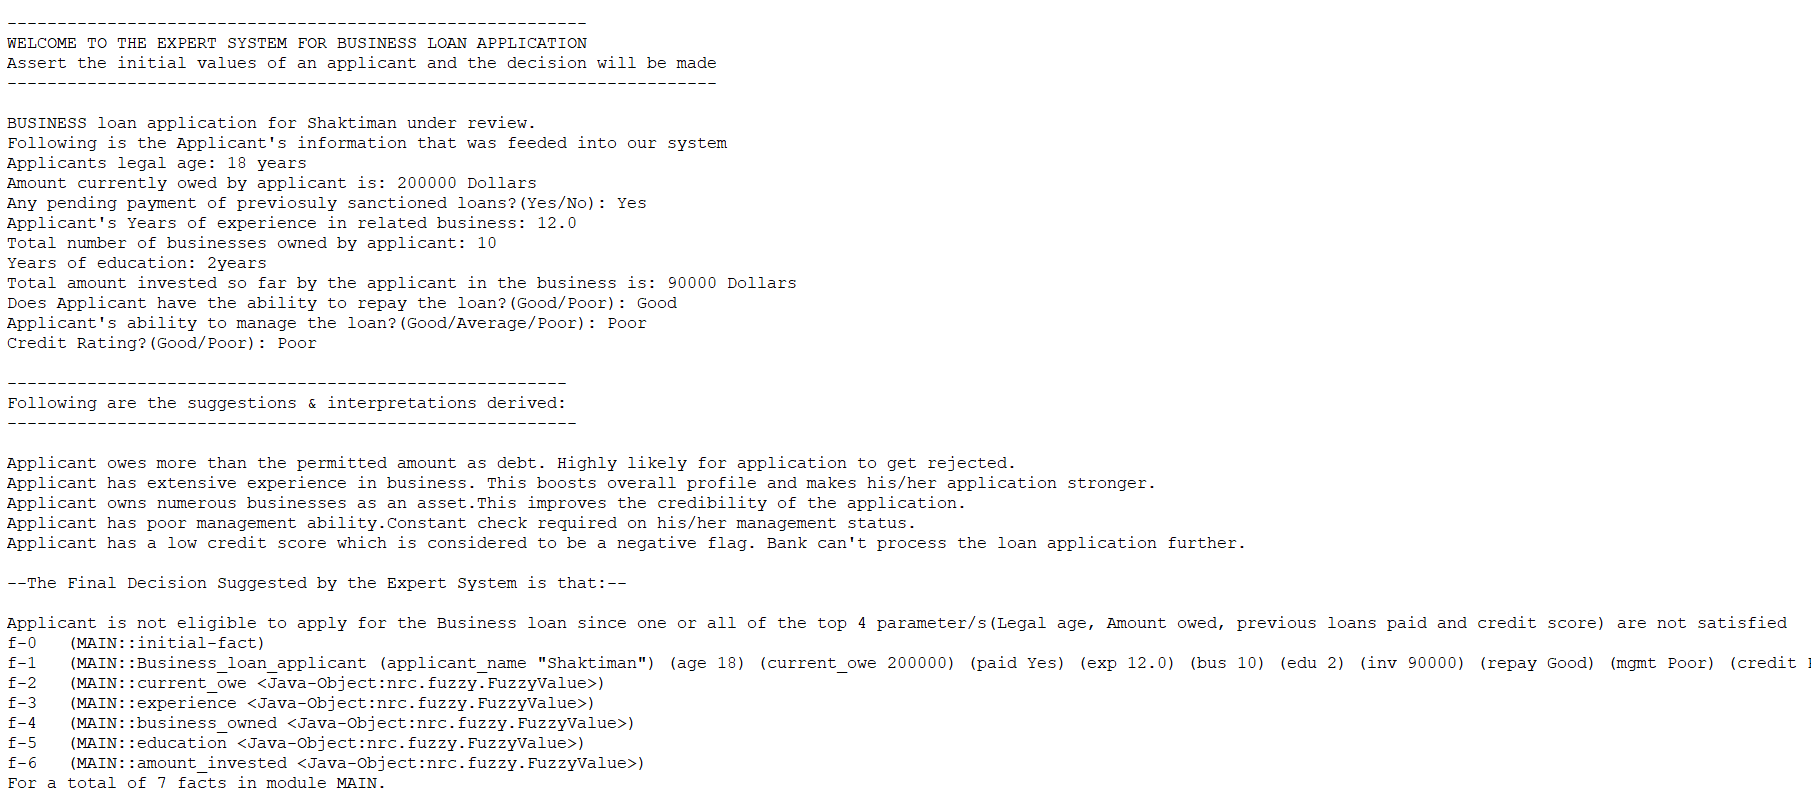 ----------------------------------------------------------
WELCOME TO THE EXPERT SYSTEM FOR BUSINESS LOAN APPLICATION
Assert the initial values of an applicant and the decision will be made
-----------------------------------------------------------------------
BUSINESS loan application for Shaktiman under review.
Following is the Applicant's information that was feeded into our system
Applicants legal age: 18 years
Amount currently owed by applicant is: 200000 Dollars
Any pending payment of previosuly sanctioned loans?(Yes/No): Yes
Applicant's Years of experience in related business: 12.0
Total number of businesses owned by applicant: 10
Years of education: 2years
Total amount invested so far by the applicant in the business is: 90000 Dollars
Does Applicant have the ability to repay the loan?(Good/Poor): Good
Applicant's ability to manage the loan?(Good/Average/Poor): Poor
Credit Rating?(Good/Poor): Poor
--------------------------------------------------------
Following are the suggestions & interpretations derived:
---------------------------------------------------------
Applicant owes more than the permitted amount as debt. Highly likely for application to get rejected.
Applicant has extensive experience in business. This boosts overall profile and makes his/her application stronger.
Applicant owns numerous businesses as an asset.This improves the credibility of the application.
Applicant has poor management ability.Constant check required on his/her management status.
Applicant has a low credit score which is considered to be a negative flag. Bank can't process the loan application further.
--The Final Decision Suggested by the Expert System is that:--
Applicant is not eligible to apply for the Business loan since one or all of the top 4 parameter/s(Legal age, Amount owed, previous loans paid and credit score) are not satisfied
f-0   (MAIN::initial-fact)
f-1   (MAIN::Business_loan_applicant (applicant_name "Shaktiman") (age 18) (current_owe 200000) (paid Yes) (exp 12.0) (bus 10) (edu 2) (inv 90000) (repay Good) (mgmt Poor) (credit
f-2   (MAIN::current_owe <Java-Object:nrc.fuzzy.FuzzyValue>)
f-3   (MAIN::experience <Java-Object:nrc.fuzzy.FuzzyValue>)
f-4   (MAIN::business_owned <Java-Object:nrc.fuzzy.FuzzyValue>)
f-5   (MAIN::education <Java-Object:nrc.fuzzy.FuzzyValue>)
f-6   (MAIN::amount_invested <Java-Object:nrc.fuzzy.FuzzyValue>)
For a total of 7 facts in module MAIN.